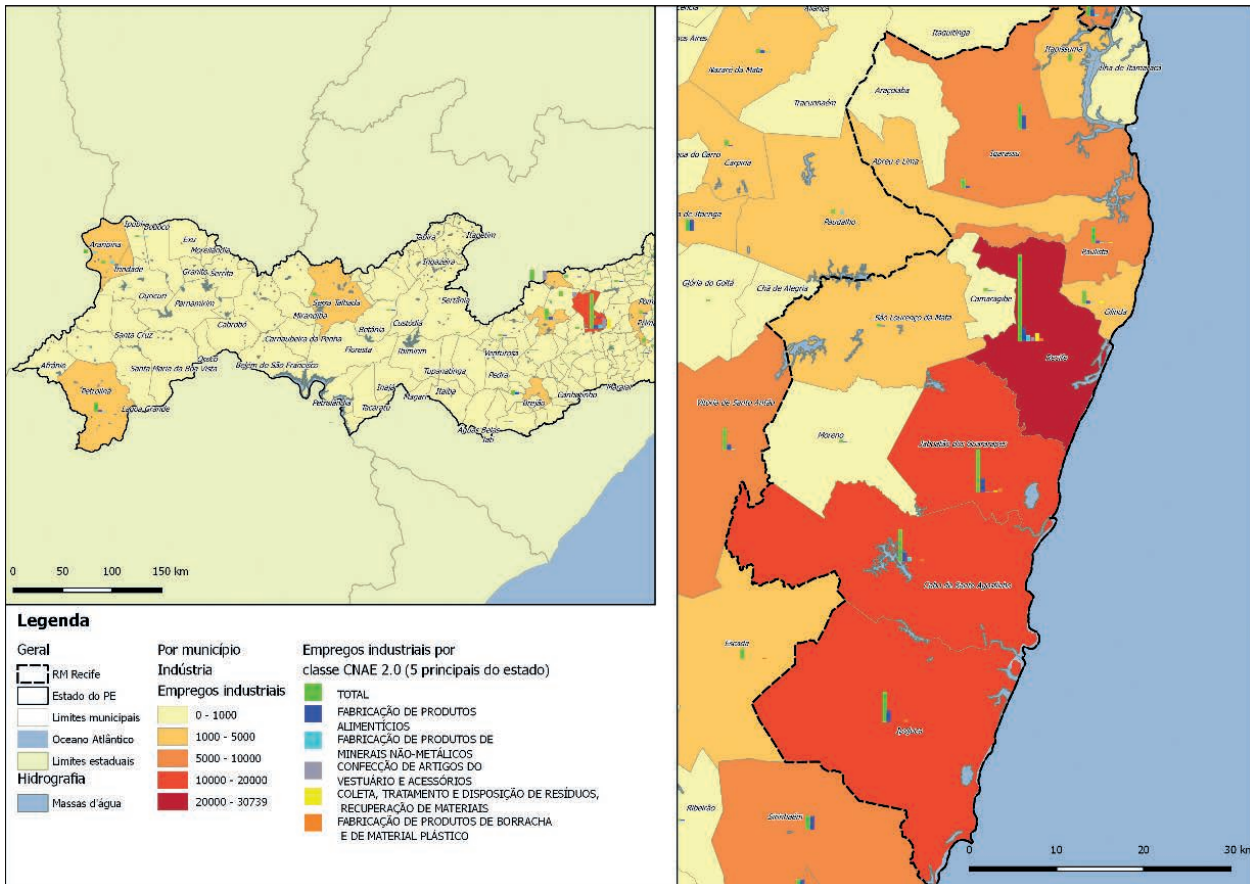 Araripina
Ipubi
Bodocó
Exu
Moreilândia
Trindade
Granito
Serrita
Ouricuri
Parnamirim
Serra Talhada
Mirandiba
Santa Cruz
Cabrobó
Carnaubeira da Penha
Betânia
Custódia
Sertânia
Tabira
Itapetim
Ingazeira
Floresta
Ibimirim
Afrânio
Orocó
Santa Maria da Boa Vista
Belém de São Francisco
Petrolina
Lagoa Grande
Petrolândia
Tacaratu
Inajá
Manari
Tupanatinga
Itaíba
Venturosa
Pedra
Águas Belas
Iati
Brejão
Canhotinho
Maraial
0 50 100 150 km
Aliança
Itaquitinga
Itapissuma
Ilha de Itamaracá
Nazaré da Mata
Tracunhaém
Araçoiaba
Igarassu
Carpina
Abreu e Lima
Paudalho
Paulista
Glória do Goitá
Chã de Alegria
Camaragibe
Olinda
São Lourenço da Mata
Recife
Vitória de Santo Antão
Moreno
Jaboatão dos Guararapes
Cabo de Santo Agostinho
Escada
Ipojuca
Ribeirão
Sirinhaém
0 10 20 30 km
Legenda
Geral
RM Recife
Estado do PE
Limites municipais
Oceano Atlântico
Limites estaduais
Hidrografia
Massas d'água
Por município
Indústria
Empregos industriais
0 - 1000
1000 - 5000
5000 - 10000
10000 - 20000
20000 - 30739
Empregos industriais por
classe CNAE 2.0 (5 principais do estado)
TOTAL
FABRICAÇÃO DE PRODUTOS
ALIMENTÍCIOS
FABRICAÇÃO DE PRODUTOS DE
MINERAIS NÃO-METÁLICOS
CONFECÇÃO DE ARTIGOS DO
VESTUÁRIO E ACESSÓRIOS
COLETA, TRATAMENTO E DISPOSIÇÃO DE RESÍDUOS,
RECUPERAÇÃO DE MATERIAIS
FABRICAÇÃO DE PRODUTOS DE BORRACHA
E DE MATERIAL PLÁSTICO